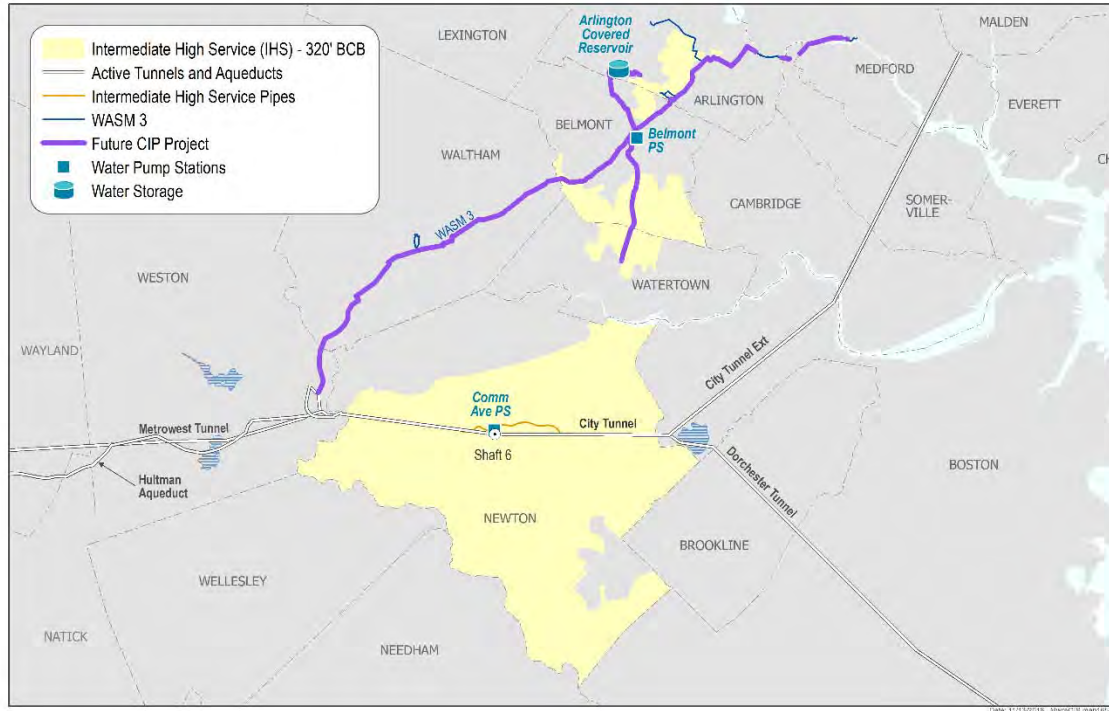 Intermediate High Service (IHS) - 320' BCB
Active Tunnels and Aqueducts
Intermediate High Service Pipes
WASM 3
Future CIP Project
Water Pump Stations
Water Storage
LEXINGTON
Arlington
Covered
Reservoir
MALDEN
MEDFORD
ARLINGTON
EVERETT
BELMONT
Belmont
PS
WALTHAM
CAMBRIDGE
SOMER-
VILLE
WASM 3
WESTON
WATERTOWN
WAYLAND
City Tunnel Ext
Comm
Ave PS
Metrowest Tunnel
City Tunnel
Shaft 6
Hultman
Aqueduct
Dorchester Tunnel
BOSTON
NEWTON
BROOKLINE
WELLESLEY
NATICK
NEEDHAM